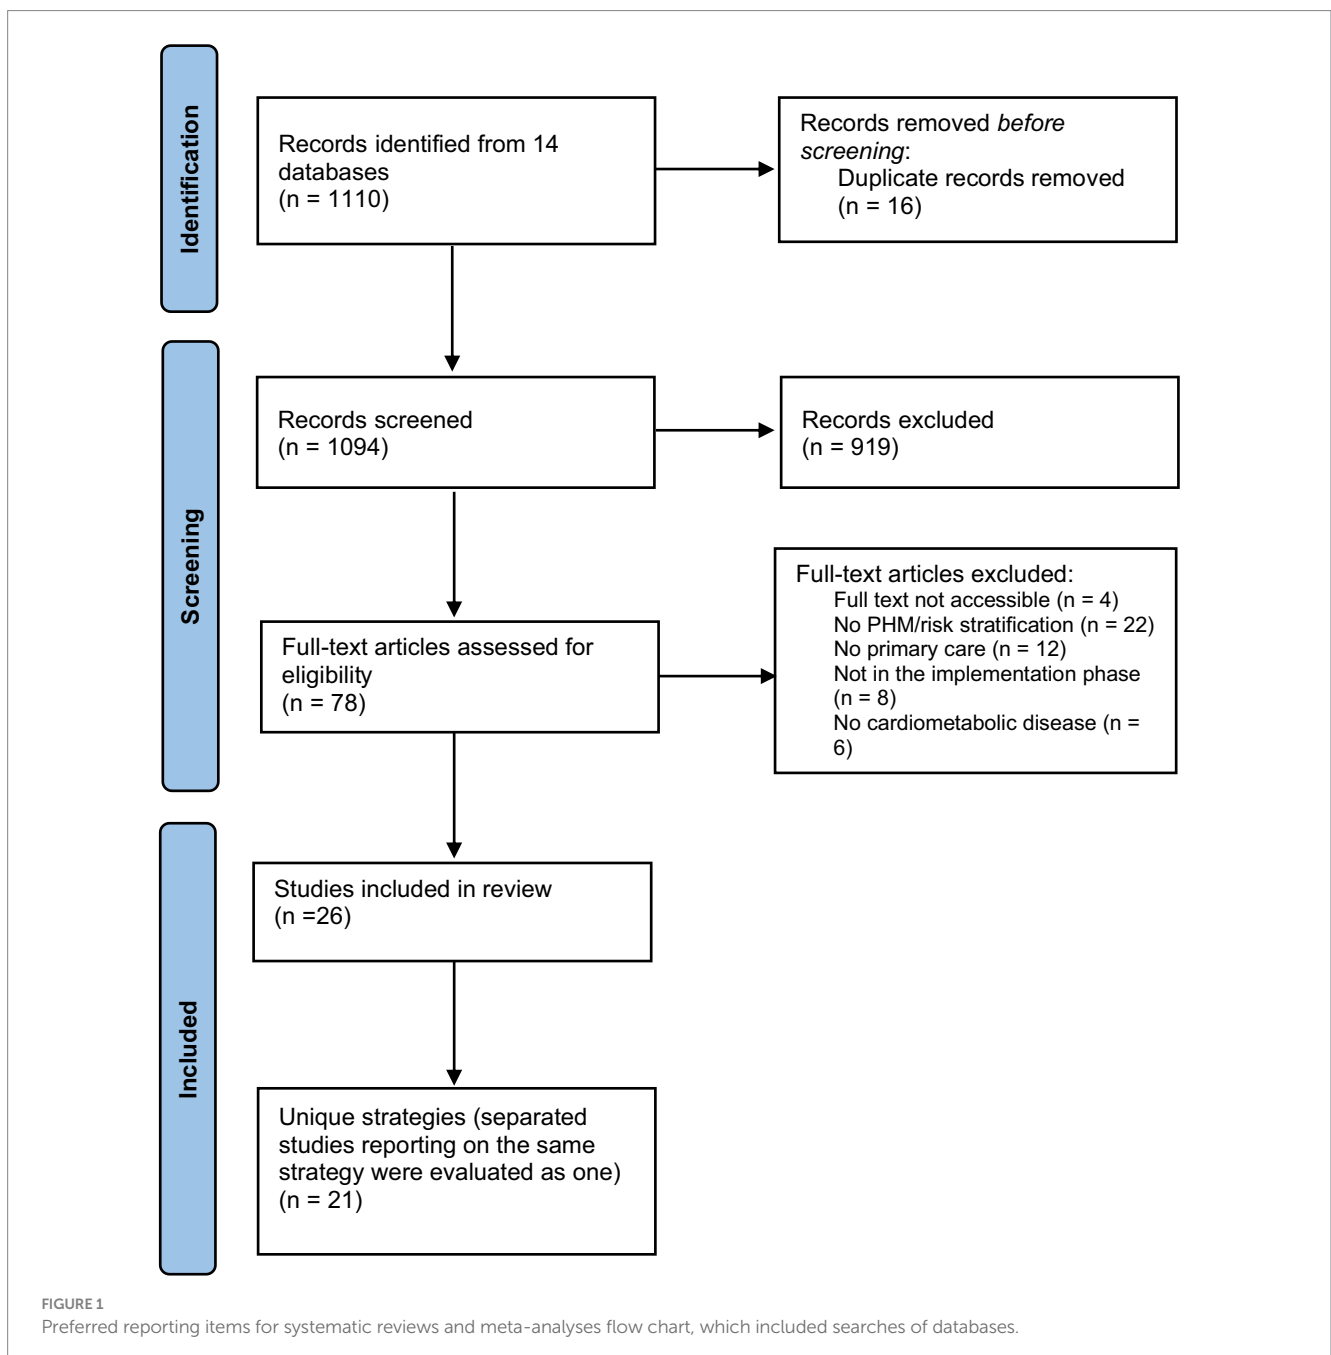 Identification
Records identified from 14
databases
(n = 1110)
Records removed before
screening:
Duplicate records removed
(n = 16)
Screening
Records screened
(n = 1094)
Records excluded
(n = 919)
Full-text articles assessed for
eligibility
(n = 78)
Full-text articles excluded:
Full text not accessible (n = 4)
No PHM/risk stratification (n = 22)
No primary care (n = 12)
Not in the implementation phase
(n = 8)
No cardiometabolic disease (n =
6)
Included
Studies included in review
(n =26)
Unique strategies (separated
studies reporting on the same
strategy were evaluated as one)
(n = 21)
FIGURE 1
Preferred reporting items for systematic reviews and meta-analyses flow chart, which included searches of databases.